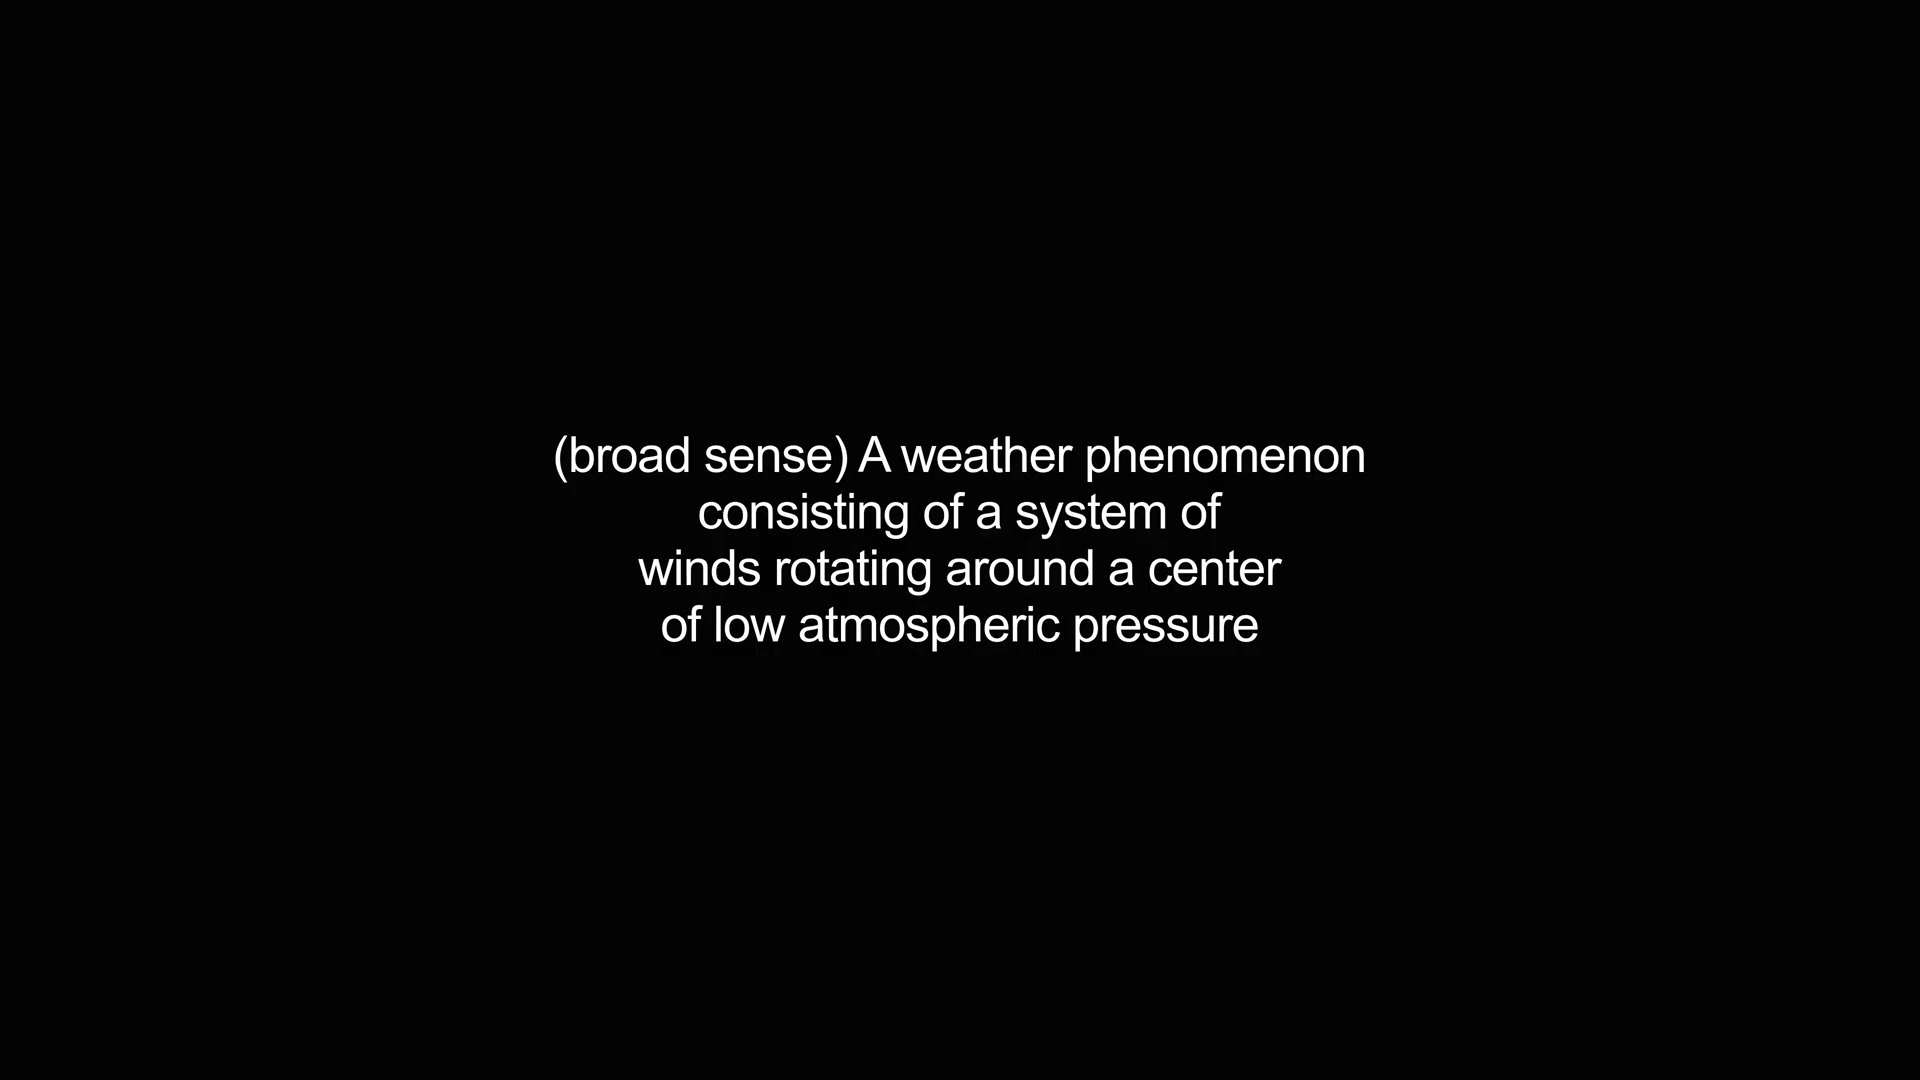 (broad sense) A weather phenomenon
consisting of a system of
winds rotating around a center
of low atmospheric pressure